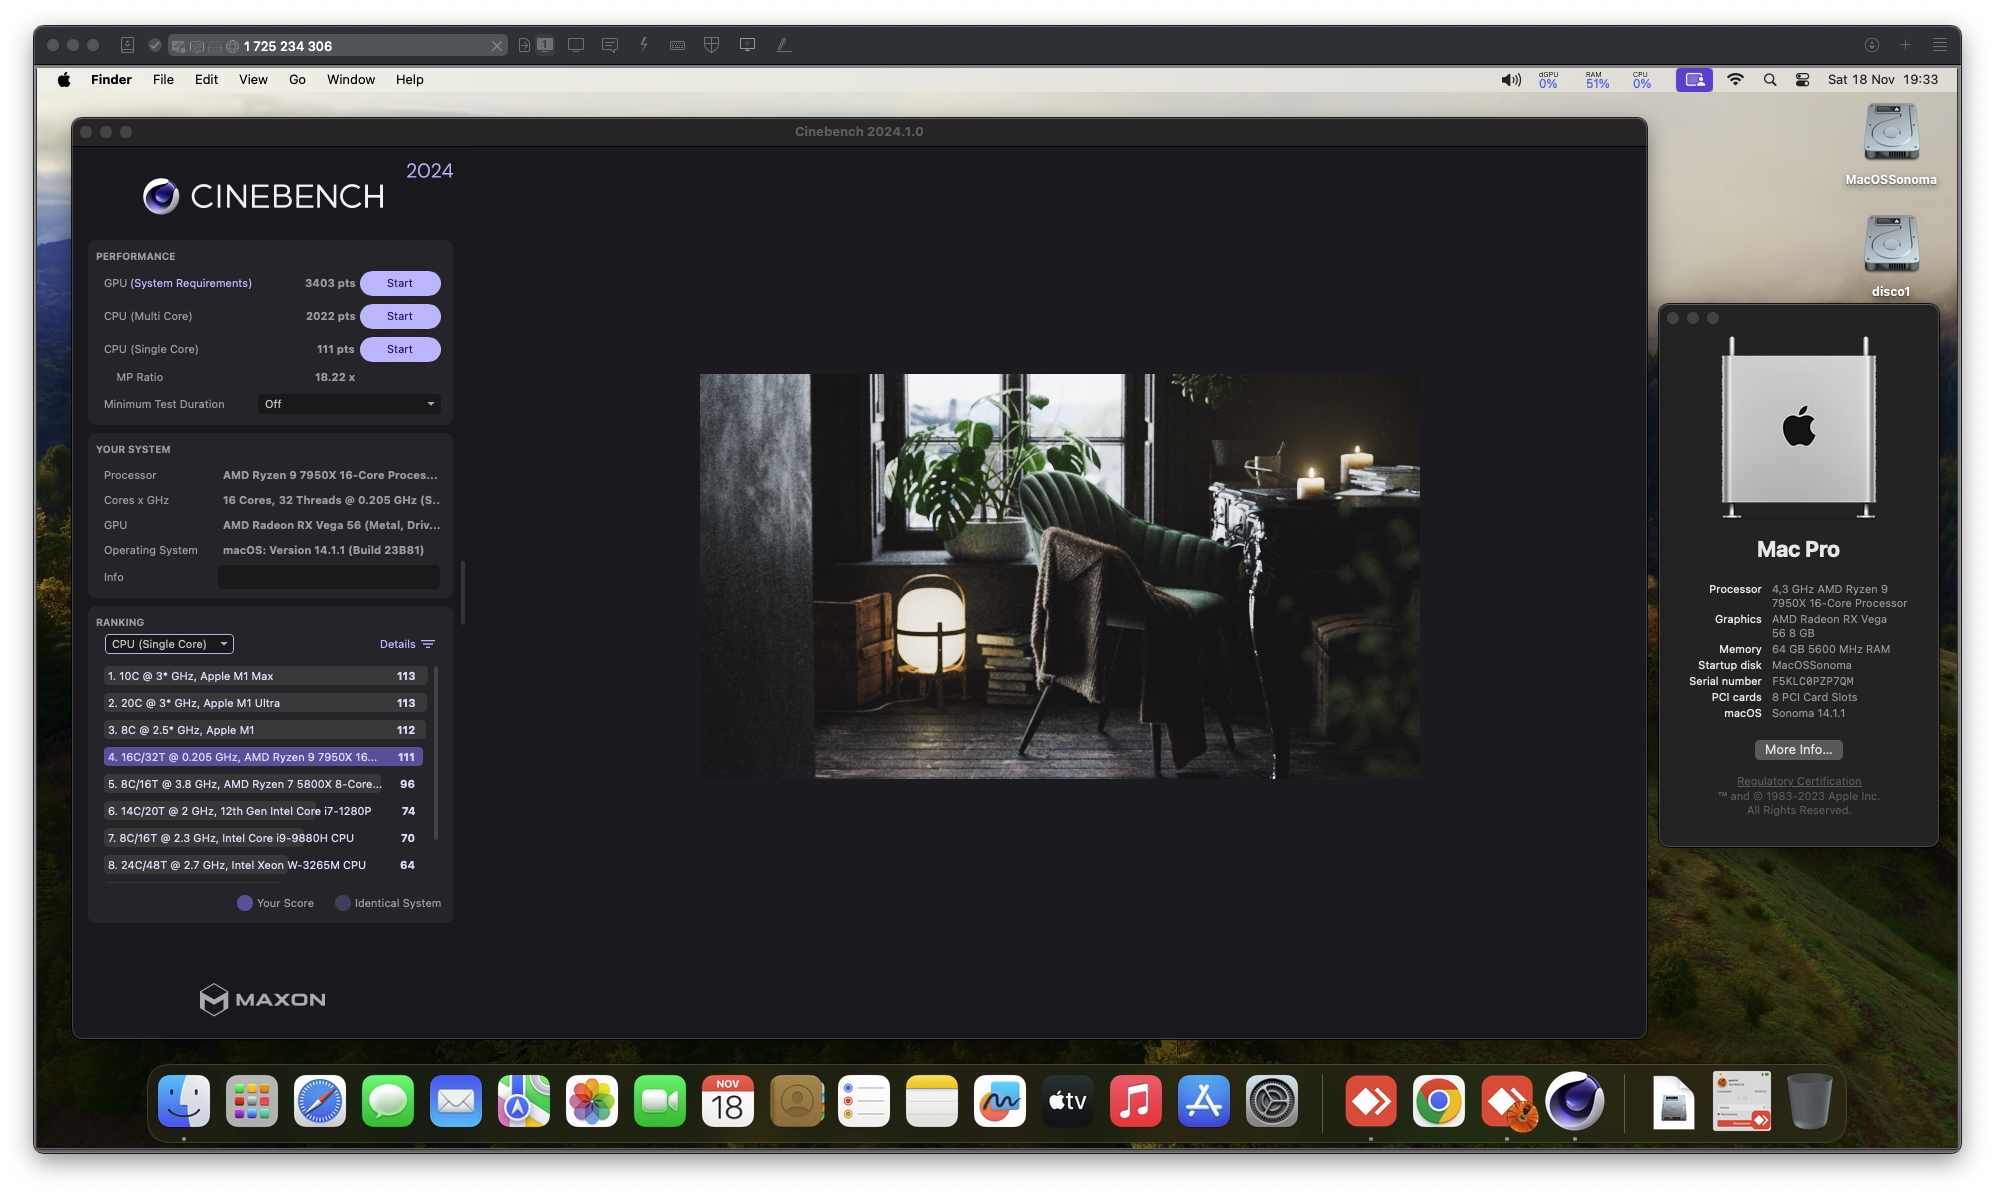 1 725 234 306
1
Finder File Edit View Go Window Help
dGPU 0% RAM 51% CPU 0% Sat 18 Nov 19:33
MacOSSonoma
disco1
Cinebench 2024.1.0
2024
CINEBENCH
PERFORMANCE
GPU (System Requirements) 3403 pts Start
CPU (Multi Core) 2022 pts Start
CPU (Single Core) 111 pts Start
MP Ratio 18.22 x
Minimum Test Duration Off
YOUR SYSTEM
Processor AMD Ryzen 9 7950X 16-Core Proces...
Cores x GHz 16 Cores, 32 Threads @ 0.205 GHz (S..
GPU AMD Radeon RX Vega 56 (Metal, Driv...
Operating System macOS: Version 14.1.1 (Build 23B81)
Info
RANKING
CPU (Single Core) Details
1. 10C @ 3* GHz, Apple M1 Max 113
2. 20C @ 3* GHz, Apple M1 Ultra 113
3. 8C @ 2.5* GHz, Apple M1 112
4. 16C/32T @ 0.205 GHz, AMD Ryzen 9 7950X 16... 111
5. 8C/16T @ 3.8 GHz, AMD Ryzen 7 5800X 8-Core... 96
6. 14C/20T @ 2 GHz, 12th Gen Intel Core i7-1280P 74
7. 8C/16T @ 2.3 GHz, Intel Core i9-9880H CPU 70
8. 24C/48T @ 2.7 GHz, Intel Xeon W-3265M CPU 64
Your Score Identical System
MAXON
Mac Pro
Processor 4,3 GHz AMD Ryzen 9
7950X 16-Core Processor
Graphics AMD Radeon RX Vega
56 8 GB
Memory 64 GB 5600 MHz RAM
Startup disk MacOSSonoma
Serial number F5KLC0PZP7QM
PCI cards 8 PCI Card Slots
macOS Sonoma 14.1.1
More Info...
Regulatory Certification
™ and © 1983-2023 Apple Inc.
All Rights Reserved.
NOV
18
tv